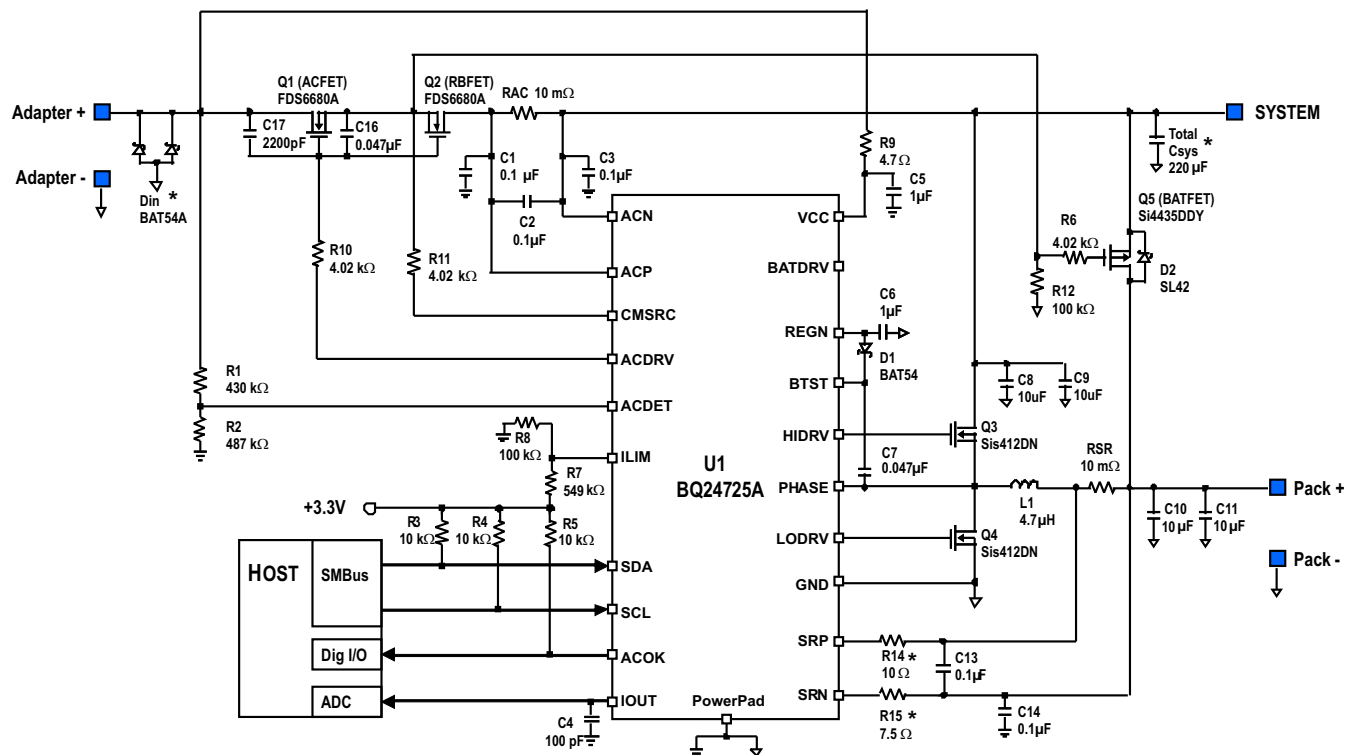 Q1 (ACFET)
FDS6680A
Q2 (RBFET)
FDS6680A
RAC 10 mΩ
Adapter +
SYSTEM
C17
2200pF
C16
0.047µF
R9
4.7Ω
Total
Csys
220 µF
*
Adapter -
Din *
BAT54A
C1
0.1 µF
C3
0.1µF
C5
1µF
C2
0.1µF
Q5 (BATFET)
Si4435DDY
R6
4.02 kΩ
R12
100 kΩ
D2
SL42
R10
4.02 kΩ
R11
4.02 kΩ
ACN
ACP
CMSRC
ACDRV
ACDET
ILIM
SDA
SCL
ACOK
IOUT
U1
BQ24725A
PowerPad
VCC
BATDRV
REGN
BTST
HIDRV
PHASE
LODRV
GND
SRP
SRN
C6
1µF
D1
BAT54
R1
430 kΩ
R2
487 kΩ
C8
10uF
C9
10uF
Q3
Sis412DN
R8
100 kΩ
R7
549 kΩ
C7
0.047µF
RSR
10 mΩ
L1
4.7µH
Pack +
C10
10 µF
C11
10 µF
Q4
Sis412DN
Pack -
+3.3V
R3
10 kΩ
R4
10 kΩ
R5
10 kΩ
HOST
SMBus
Dig I/O
ADC
R14 *
10 Ω
C13
0.1µF
R15 *
7.5 Ω
C14
0.1µF
C4
100 pF